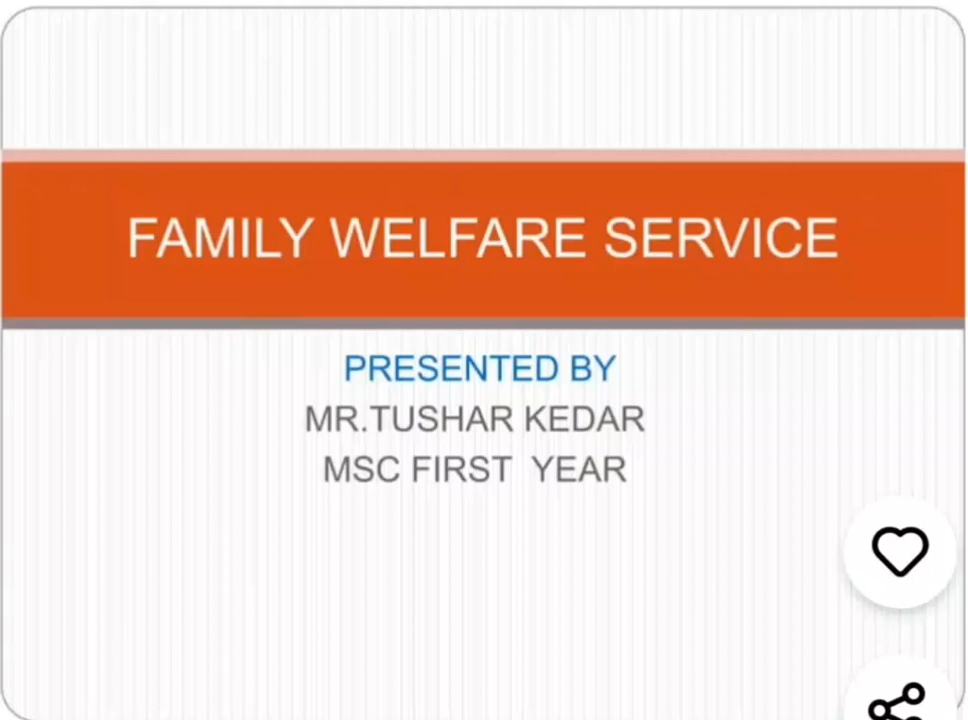 FAMILY WELFARE SERVICE
PRESENTED BY
MR.TUSHAR KEDAR
MSC FIRST YEAR